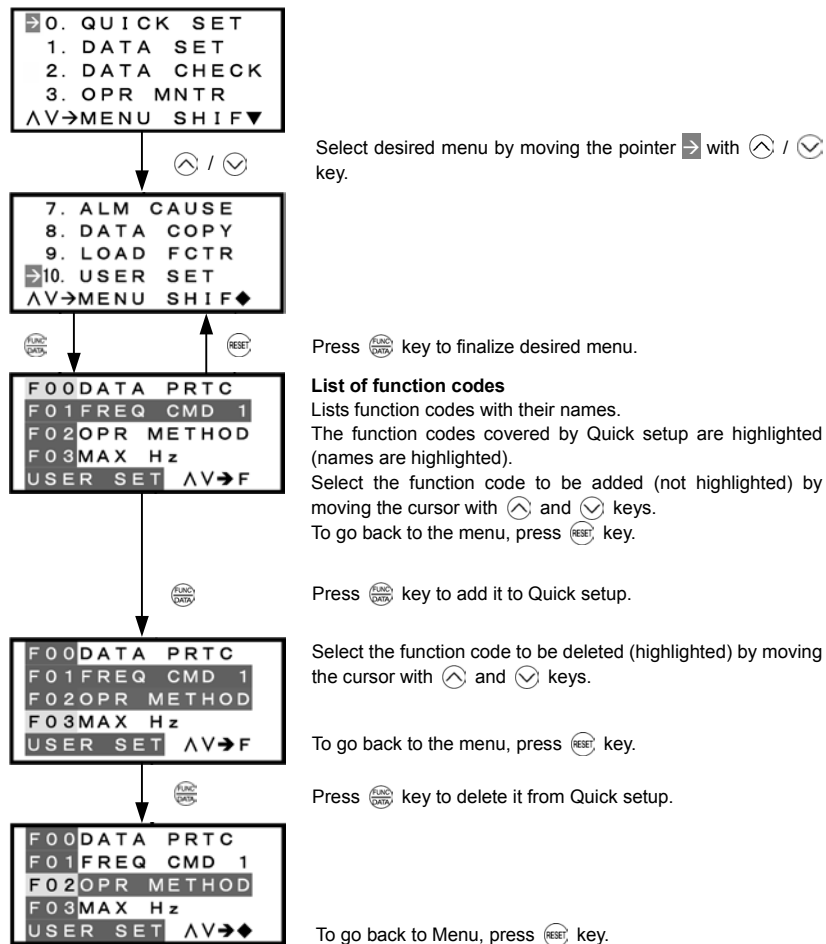 →0. QUICK SET
1. DATA SET
2. DATA CHECK
3. OPR MNTR
∧∨→MENU SHIF▼
∧ / ∨
Select desired menu by moving the pointer → with ∧ / ∨
key.
7. ALM CAUSE
8. DATA COPY
9. LOAD FCTR
→10. USER SET
∧∨→MENU SHIF◆
FUNC/DATA
RESET
Press FUNC/DATA key to finalize desired menu.
F00DATA PRTC
F01FREQ CMD 1
F02OPR METHOD
F03MAX Hz
USER SET ∧∨→F
List of function codes
Lists function codes with their names.
The function codes covered by Quick setup are highlighted
(names are highlighted).
Select the function code to be added (not highlighted) by
moving the cursor with ∧ and ∨ keys.
To go back to the menu, press RESET key.
FUNC/DATA
Press FUNC/DATA key to add it to Quick setup.
F00DATA PRTC
F01FREQ CMD 1
F02OPR METHOD
F03MAX Hz
USER SET ∧∨→F
Select the function code to be deleted (highlighted) by moving
the cursor with ∧ and ∨ keys.
To go back to the menu, press RESET key.
FUNC/DATA
Press FUNC/DATA key to delete it from Quick setup.
F00DATA PRTC
F01FREQ CMD 1
F02OPR METHOD
F03MAX Hz
USER SET ∧∨→◆
To go back to Menu, press RESET key.